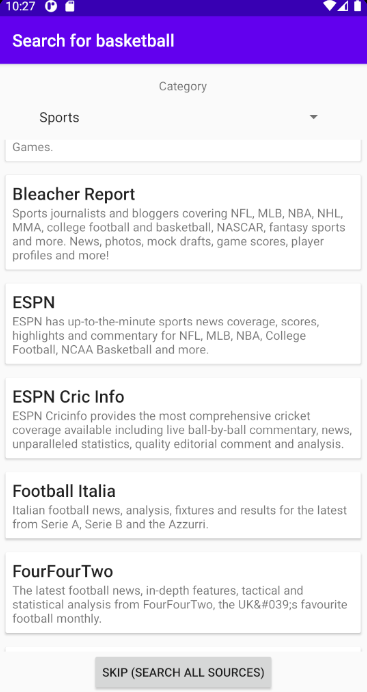 10:27
Search for basketball
Category
Sports
Games.
Bleacher Report
Sports journalists and bloggers covering NFL, MLB, NBA, NHL,
MMA, college football and basketball, NASCAR, fantasy sports
and more. News, photos, mock drafts, game scores, player
profiles and more!
ESPN
ESPN has up-to-the-minute sports news coverage, scores,
highlights and commentary for NFL, MLB, NBA, College
Football, NCAA Basketball and more.
ESPN Cric Info
ESPN Cricinfo provides the most comprehensive cricket
coverage available including live ball-by-ball commentary, news,
unparalleled statistics, quality editorial comment and analysis.
Football Italia
Italian football news, analysis, fixtures and results for the latest
from Serie A, Serie B and the Azzurri.
FourFourTwo
The latest football news, in-depth features, tactical and
statistical analysis from FourFourTwo, the UK&#039;s favourite
football monthly.
SKIP (SEARCH ALL SOURCES)